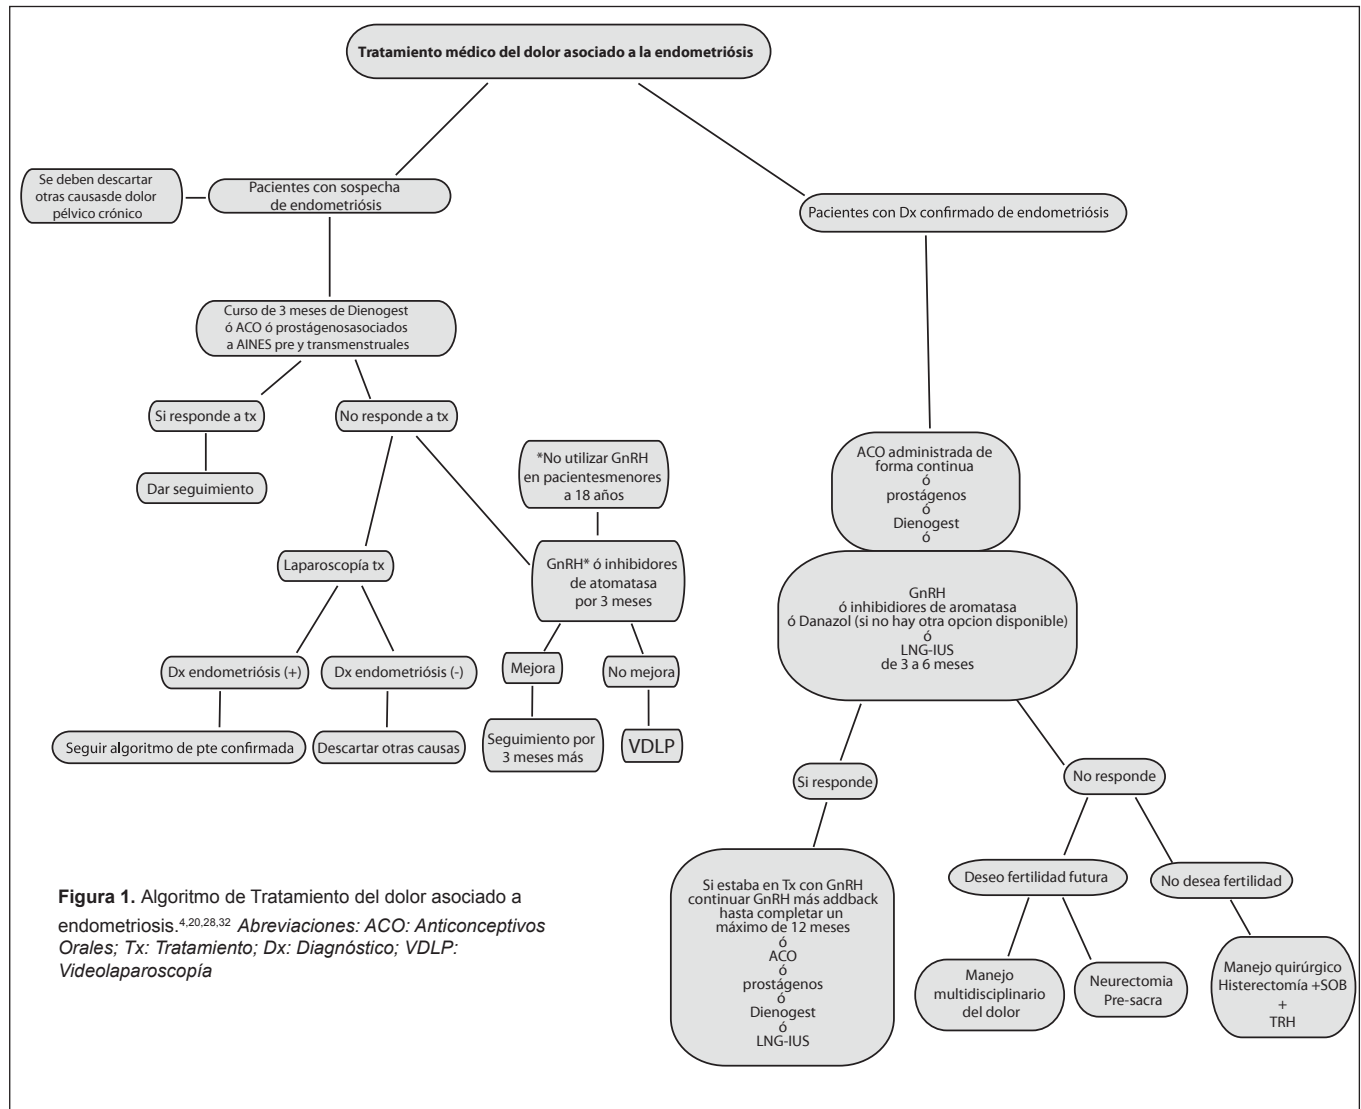 Tratamiento médico del dolor asociado a la endometriósis
Se deben descartar
otras causasde dolor
pélvico crónico
Pacientes con sospecha
de endometriósis
Pacientes con Dx confirmado de endometriósis
Curso de 3 meses de Dienogest
ó ACO ó prostágenosasociados
a AINES pre y transmenstruales
Si responde a tx
No responde a tx
Dar seguimiento
*No utilizar GnRH
en pacientesmenores
a 18 años
Laparoscopía tx
GnRH* ó inhibidores
de atomatasa
por 3 meses
Dx endometriósis (+)
Dx endometriósis (-)
Mejora
No mejora
Seguir algoritmo de pte confirmada
Descartar otras causas
Seguimiento por
3 meses más
VDLP
ACO administrada de
forma continua
ó
prostágenos
ó
Dienogest
ó
GnRH
ó inhibidiores de aromatasa
ó Danazol (si no hay otra opcion disponible)
ó
LNG-IUS
de 3 a 6 meses
Si responde
No responde
Si estaba en Tx con GnRH
continuar GnRH más addback
hasta completar un
máximo de 12 meses
ó
ACO
ó
prostágenos
ó
Dienogest
ó
LNG-IUS
Deseo fertilidad futura
No desea fertilidad
Manejo
multidisciplinario
del dolor
Neurectomia
Pre-sacra
Manejo quirúrgico
Histerectomía +SOB
+
TRH
Figura 1. Algoritmo de Tratamiento del dolor asociado a
endometriosis.4,20,28,32 Abreviaciones: ACO: Anticonceptivos
Orales; Tx: Tratamiento; Dx: Diagnóstico; VDLP:
Videolaparoscopía